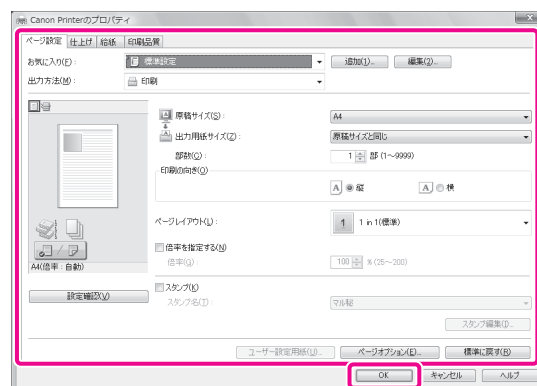 Canon Printerのプロパティ
ページ設定 仕上げ 給紙 印刷品質
お気に入り(F): 標準設定 追加(1)... 編集(2)...
出力方法(M): 印刷
原稿サイズ(S): A4
出力用紙サイズ(Z): 原稿サイズと同じ
部数(C): 1 部 (1～9999)
印刷の向き(O)
A 縦 A 横
ページレイアウト(L): 1 1 in 1(標準)
倍率を指定する(N)
倍率(G): 100 % (25～200)
A4(倍率：自動)
設定確認(V)
スタンプ(K)
スタンプ名(T): マル秘
スタンプ編集(I)...
ユーザー設定用紙(U)... ページオプション(E)... 標準に戻す(R)
OK キャンセル ヘルプ